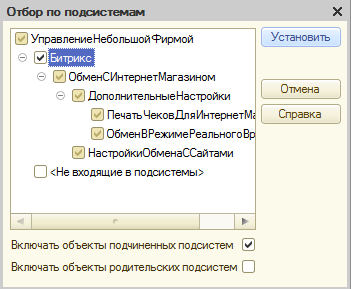 Отбор по подсистемам
УправлениеНебольшойФирмой
Установить
Битрикс
ОбменСИнтернетМагазином
ДополнительныеНастройки
Отмена
ПечатьЧековДляИнтернетМа
Справка
ОбменВРежимеРеальногоВр
НастройкиОбменаССайтами
<Не входящие в подсистемы>
Включать объекты подчиненных подсистем
Включать объекты родительских подсистем